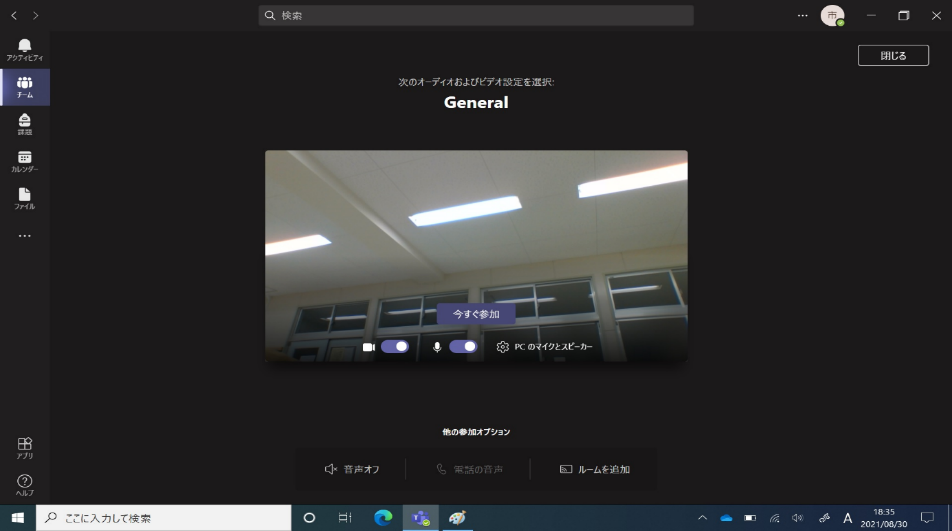 検索
市
アクティビティ
チーム
課題
カレンダー
ファイル
アプリ
ヘルプ
閉じる
次のオーディオおよびビデオ設定を選択:
General
今すぐ参加
PC のマイクとスピーカー
他の参加オプション
音声オフ
電話の音声
ルームを追加
ここに入力して検索
A
18:35
2021/08/30